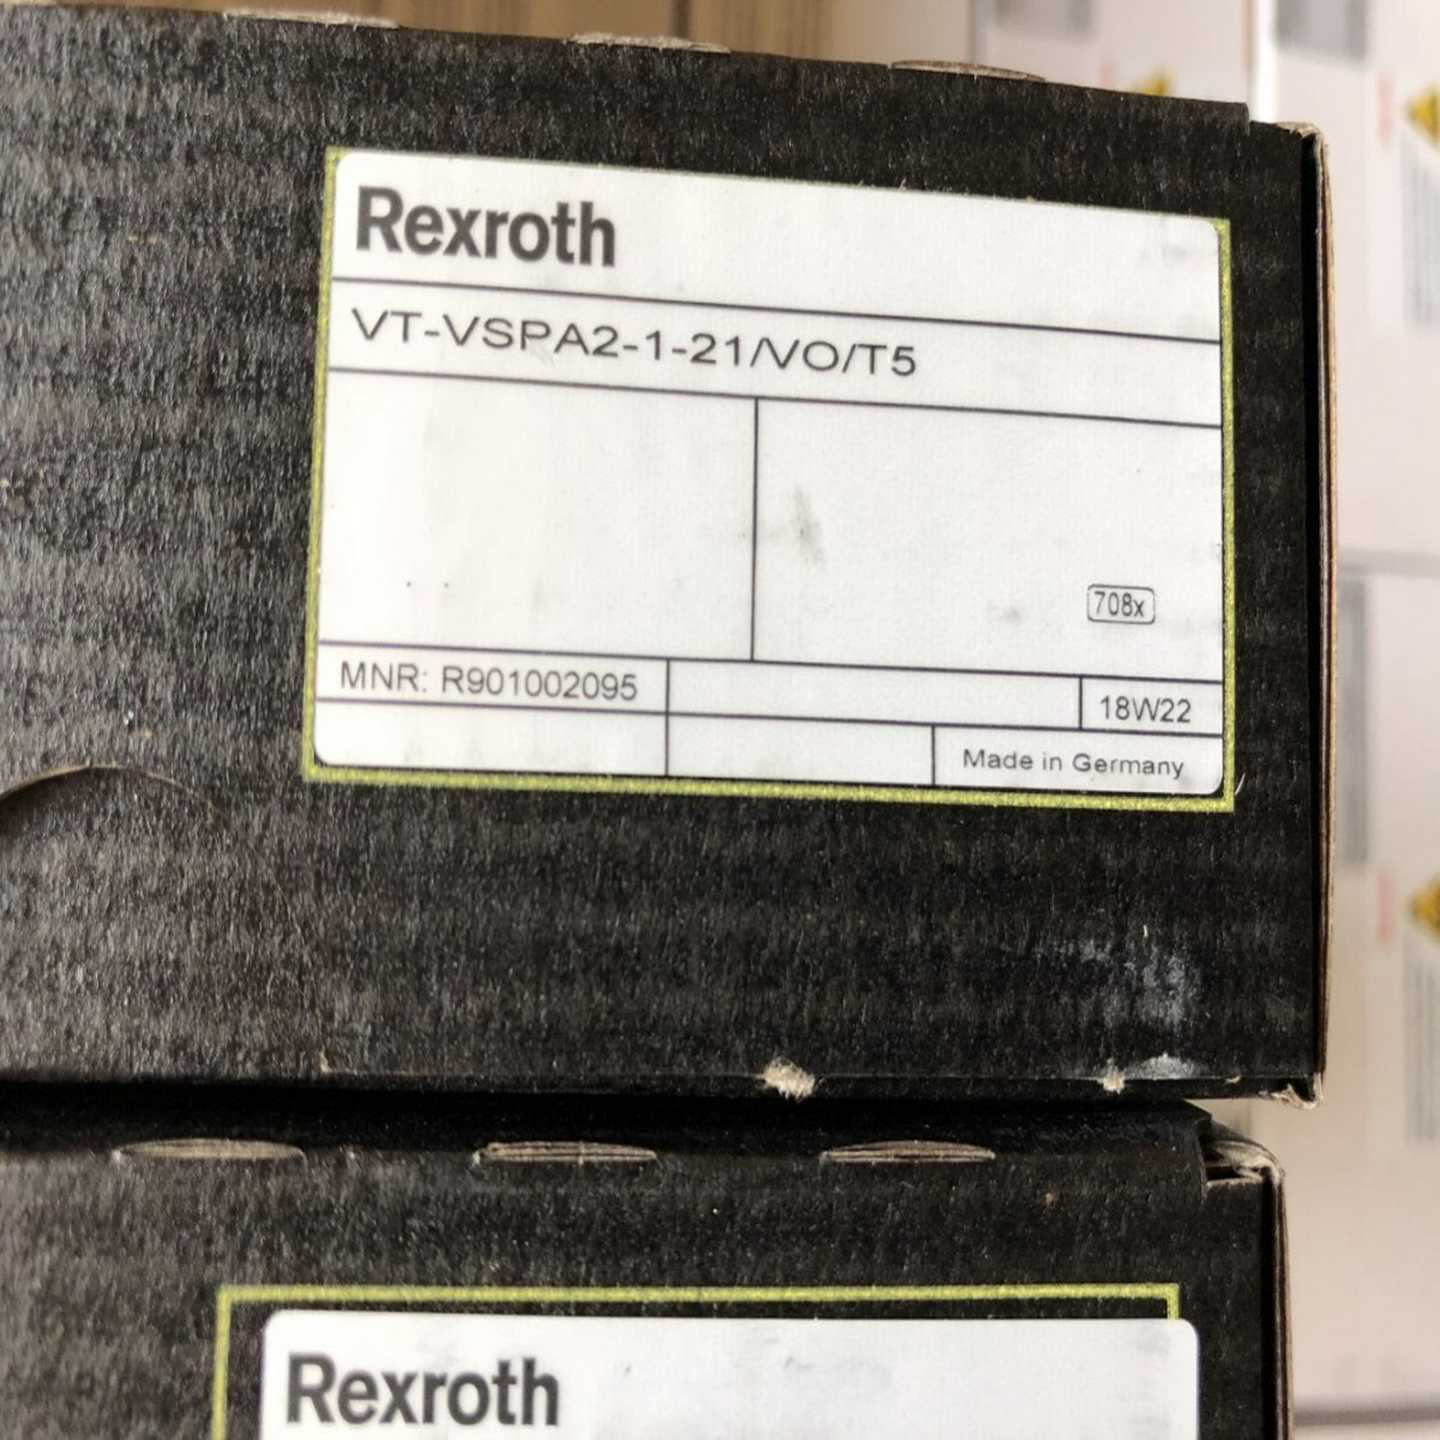 Rexroth
VT-VSPA2-1-21/VO/T5
708x
MNR: R901002095
18W22
Made in Germany
Rexroth